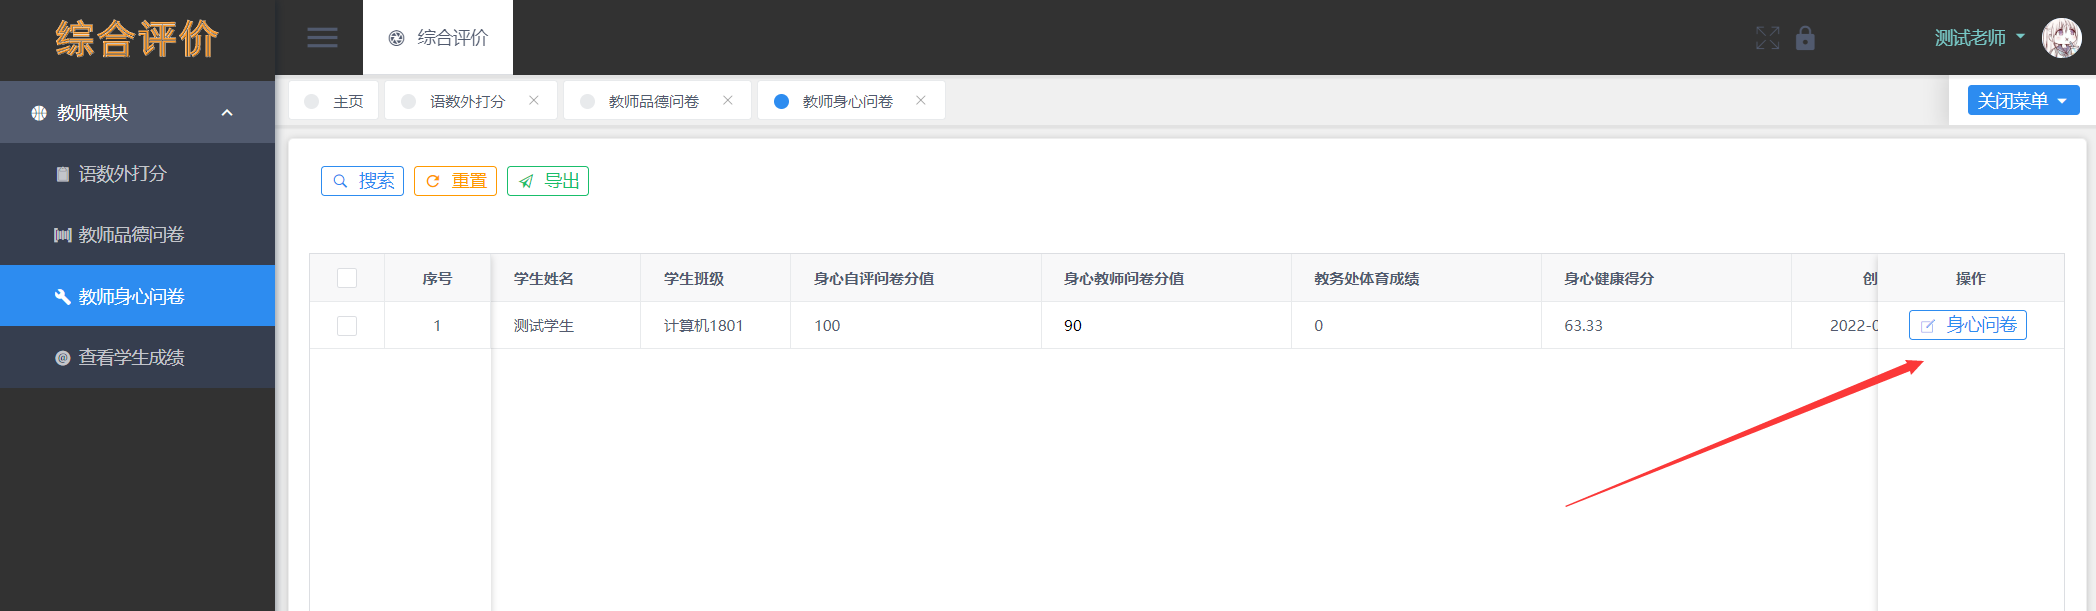 综合评价
综合评价
测试老师
教师模块
语数外打分
教师品德问卷
教师身心问卷
查看学生成绩
主页
语数外打分
教师品德问卷
教师身心问卷
关闭菜单
搜索
重置
导出
序号 学生姓名 学生班级 身心自评问卷分值 身心教师问卷分值 教务处体育成绩 身心健康得分 创 操作
1 测试学生 计算机1801 100 90 0 63.33 2022-0 身心问卷